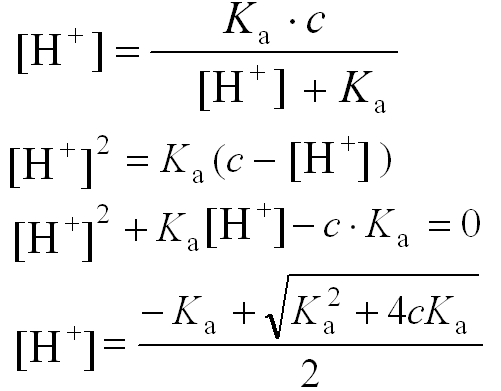 [H⁺] = (Kₐ · c) / ([H⁺] + Kₐ)
[H⁺]² = Kₐ(c − [H⁺])
[H⁺]² + Kₐ[H⁺] − c · Kₐ = 0
[H⁺] = (−Kₐ + √(Kₐ² + 4cKₐ)) / 2